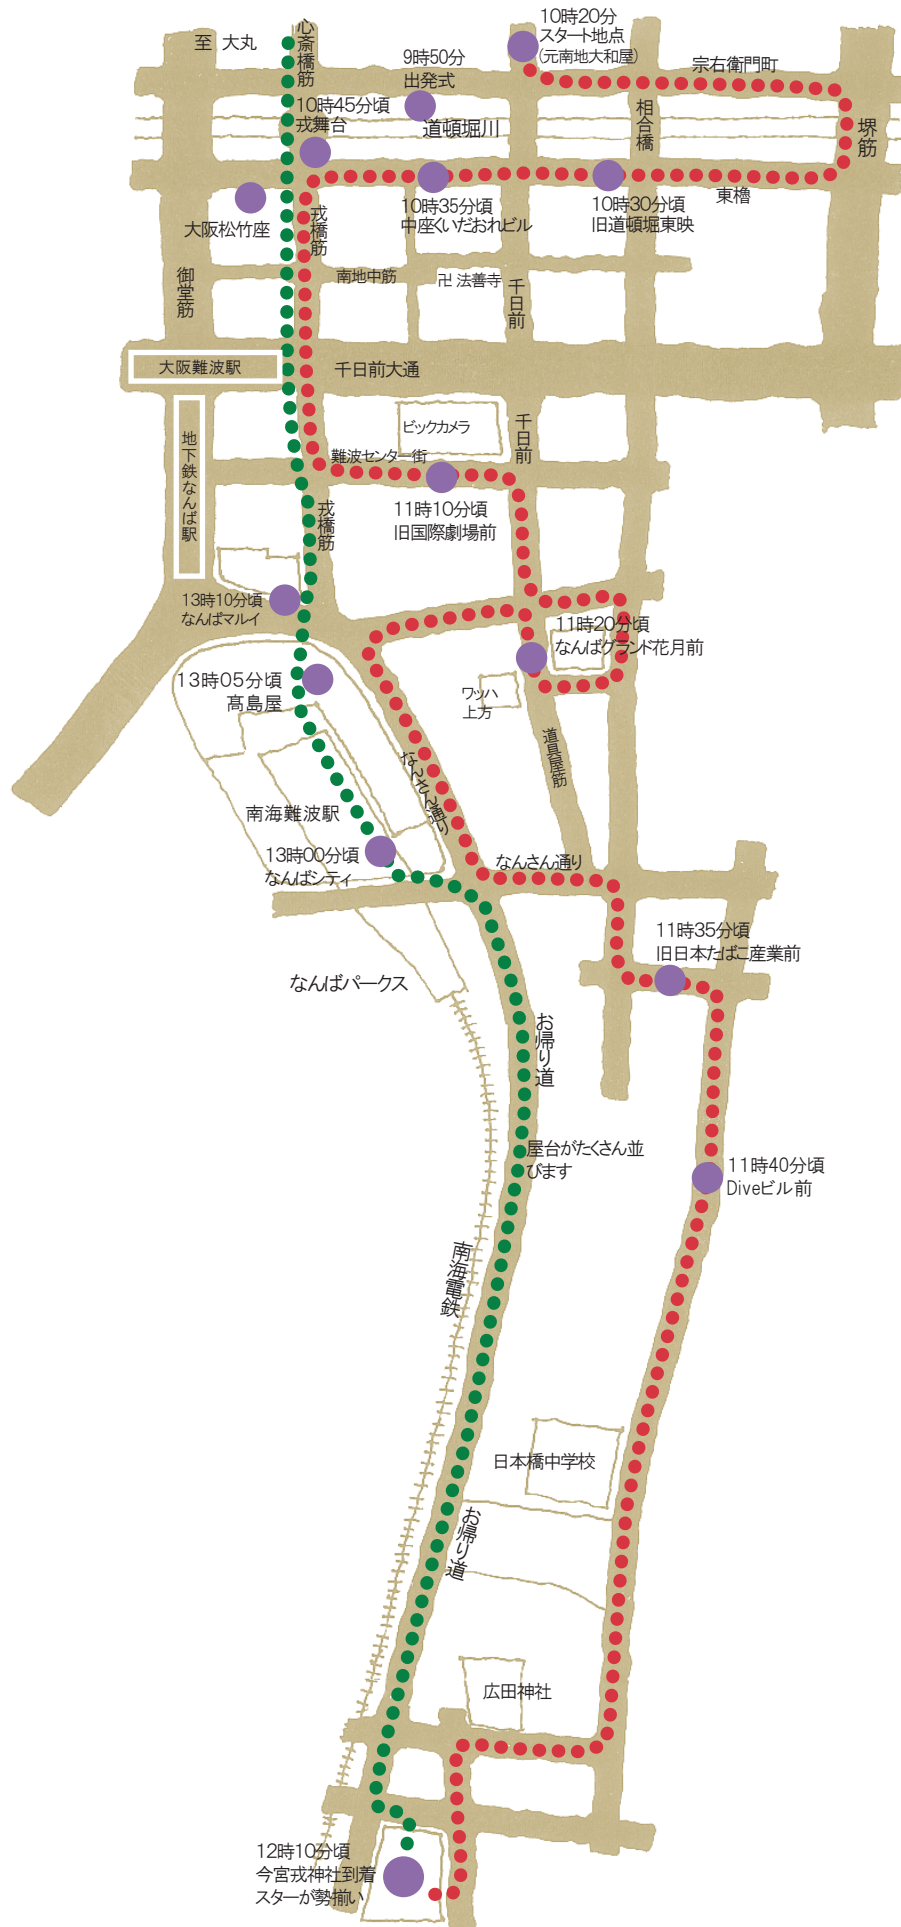 心斎橋筋
至 大丸
9時50分
出発式
10時20分
スタート地点
(元南地大和屋)
宗右衛門町
10時45分頃
戎舞台
道頓堀川
相合橋
堺筋
大阪松竹座
戎橋筋
10時35分頃
中座くいだおれビル
10時30分頃
旧道頓堀東映
東櫓
御堂筋
南地中筋
卍 法善寺
千日前
大阪難波駅
千日前大通
地下鉄なんば駅
ビックカメラ
千日前
難波センター街
戎橋筋
11時10分頃
旧国際劇場前
13時10分頃
なんばマルイ
11時20分頃
なんばグランド花月前
13時05分頃
髙島屋
ワッハ
上方
道具屋筋
なんさん通り
南海難波駅
13時00分頃
なんばシティ
なんさん通り
11時35分頃
旧日本たばこ産業前
なんばパークス
お帰り道
屋台がたくさん並
びます
11時40分頃
Diveビル前
南海電鉄
日本橋中学校
お帰り道
広田神社
12時10分頃
今宮戎神社到着
スターが勢揃い